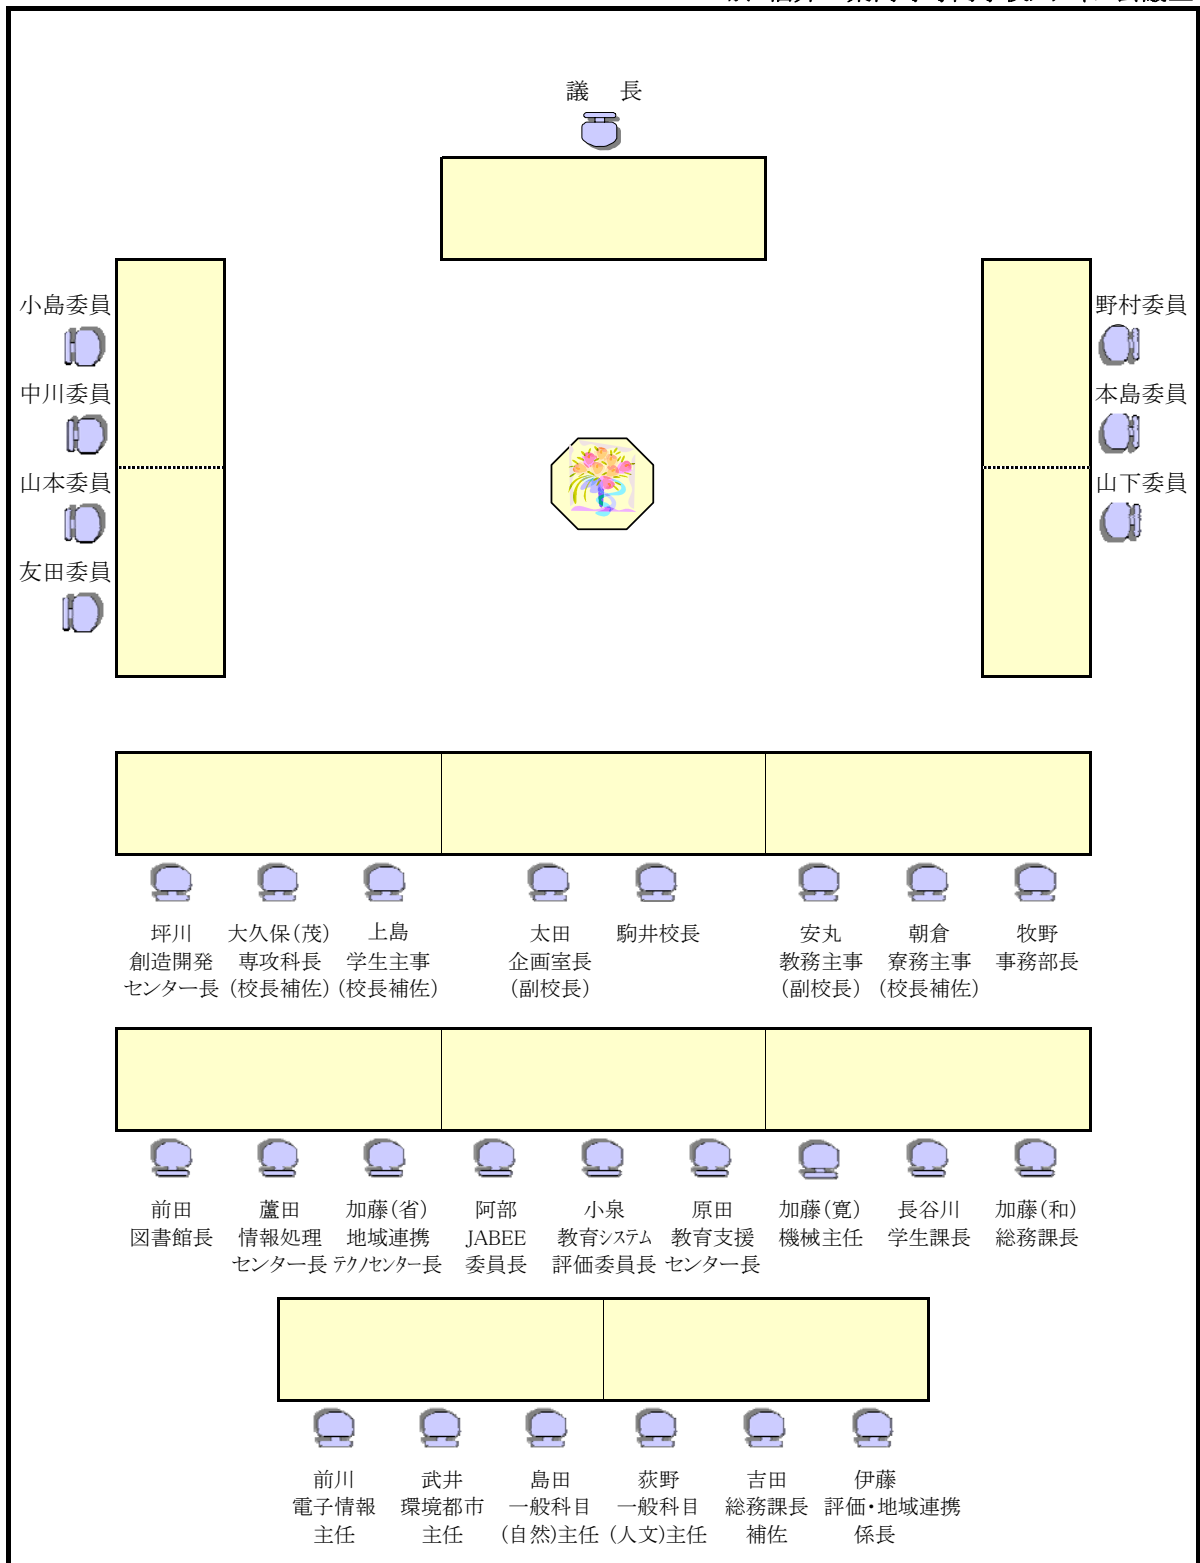 議　長
小島委員
野村委員
中川委員
本島委員
山本委員
山下委員
友田委員
坪川
創造開発
センター長
大久保(茂)
専攻科長
(校長補佐)
上島
学生主事
(校長補佐)
太田
企画室長
(副校長)
駒井校長
安丸
教務主事
(副校長)
朝倉
寮務主事
(校長補佐)
牧野
事務部長
前田
図書館長
蘆田
情報処理
センター長
加藤(省)
地域連携
テクノセンター長
阿部
JABEE
委員長
小泉
教育システム
評価委員長
原田
教育支援
センター長
加藤(寛)
機械主任
長谷川
学生課長
加藤(和)
総務課長
前川
電子情報
主任
武井
環境都市
主任
島田
一般科目
(自然)主任
荻野
一般科目
(人文)主任
吉田
総務課長
補佐
伊藤
評価・地域連携
係長